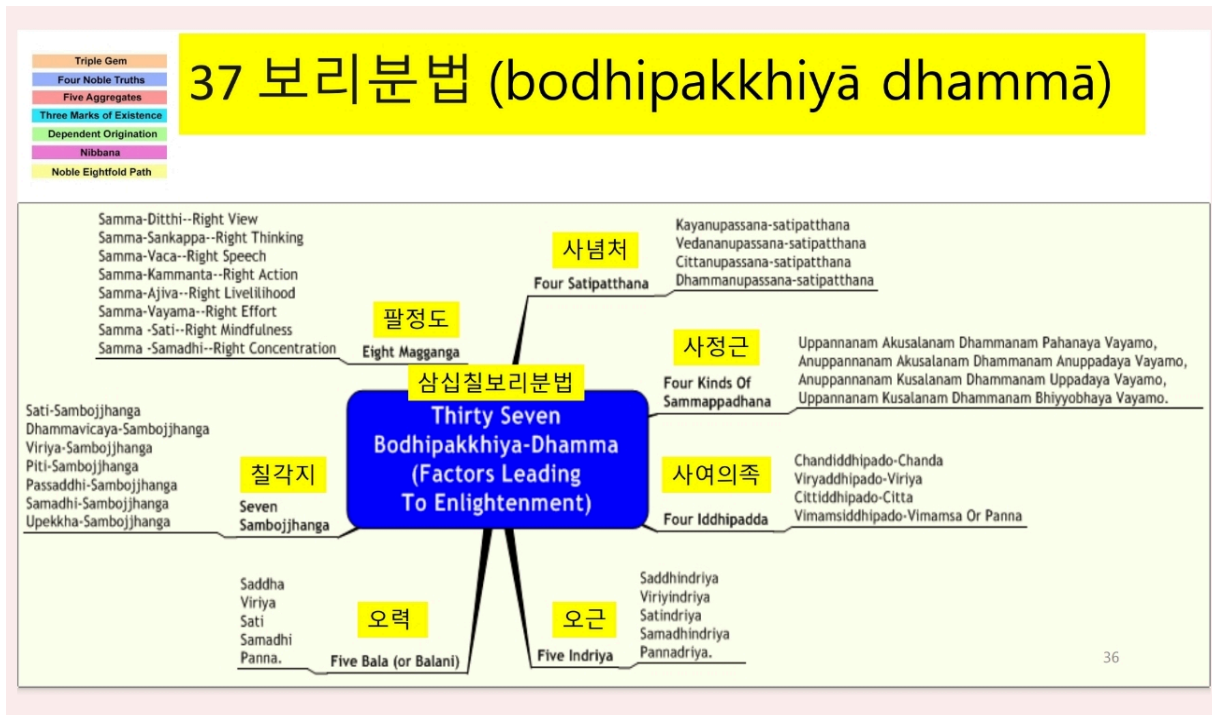 Triple Gem
Four Noble Truths
Five Aggregates
Three Marks of Existence
Dependent Origination
Nibbana
Noble Eightfold Path
37 보리분법 (bodhipakkhiyā dhammā)
Samma-Ditthi--Right View
Samma-Sankappa--Right Thinking
Samma-Vaca--Right Speech
Samma-Kammanta--Right Action
Samma-Ajiva--Right Livelilihood
Samma-Vayama--Right Effort
Samma -Sati--Right Mindfulness
Samma -Samadhi--Right Concentration
팔정도
Eight Magganga
사념처
Four Satipatthana
Kayanupassana-satipatthana
Vedananupassana-satipatthana
Cittanupassana-satipatthana
Dhammanupassana-satipatthana
사정근
Four Kinds Of
Sammappadhana
Uppannanam Akusalanam Dhammanam Pahanaya Vayamo,
Anuppannanam Akusalanam Dhammanam Anuppadaya Vayamo,
Anuppannanam Kusalanam Dhammanam Uppadaya Vayamo,
Uppannanam Kusalanam Dhammanam Bhiyyobhaya Vayamo.
삼십칠보리분법
Thirty Seven
Bodhipakkhiya-Dhamma
(Factors Leading
To Enlightenment)
Sati-Sambojjhanga
Dhammavicaya-Sambojjhanga
Viriya-Sambojjhanga
Piti-Sambojjhanga
Passaddhi-Sambojjhanga
Samadhi-Sambojjhanga
Upekkha-Sambojjhanga
칠각지
Seven
Sambojjhanga
사여의족
Four Iddhipadda
Chandiddhipado-Chanda
Viryaddhipado-Viriya
Cittiddhipado-Citta
Vimamsiddhipado-Vimamsa Or Panna
Saddha
Viriya
Sati
Samadhi
Panna.
오력
Five Bala (or Balani)
오근
Five Indriya
Saddhindriya
Viriyindriya
Satindriya
Samadhindriya
Pannadriya.
36